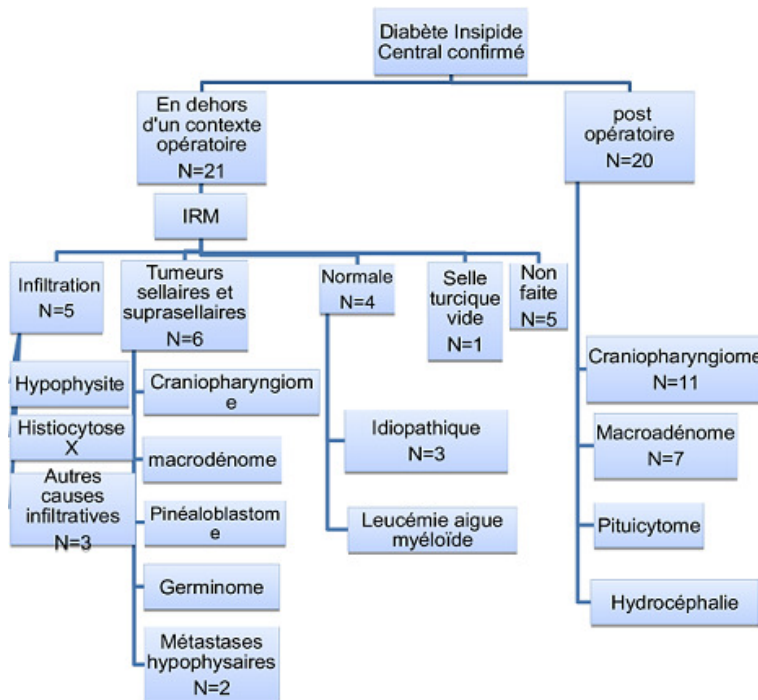 Diabète Insipide
Central confirmé
En dehors
d'un contexte
opératoire
N=21
post
opératoire
N=20
IRM
Infiltration
N=5
Tumeurs
sellaires et
suprasellaires
N=6
Normale
N=4
Selle
turcique
vide
N=1
Non
faite
N=5
Hypophysite
Histiocytose
X
Autres
causes
infiltratives
N=3
Craniopharyngiom
e
macrodénome
Pinéaloblastom
e
Germinome
Métastases
hypophysaires
N=2
Idiopathique
N=3
Leucémie aigue
myéloïde
Craniopharyngiome
N=11
Macroadénome
N=7
Pituicytome
Hydrocéphalie